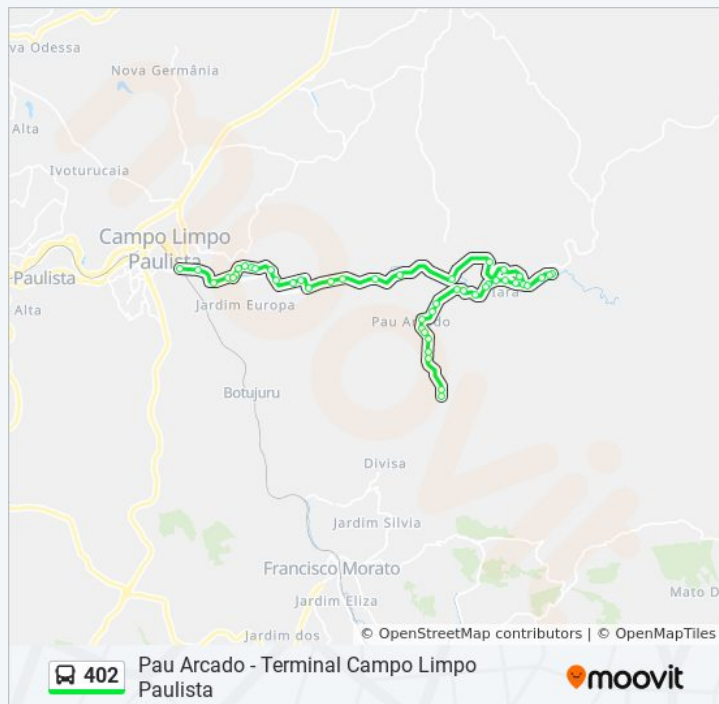 va Odessa
Nova Germânia
Alta
Ivoturucaia
Campo Limpo
Paulista
Paulista
Jardim Europa
Alta
Pau Arcado
Botujuru
Divisa
Jardim Silvia
Francisco Morato
Jardim Eliza
Mato D
Jardim dos
© OpenStreetMap contributors | © OpenMapTiles
402
Pau Arcado - Terminal Campo Limpo
Paulista
moovit
moovit